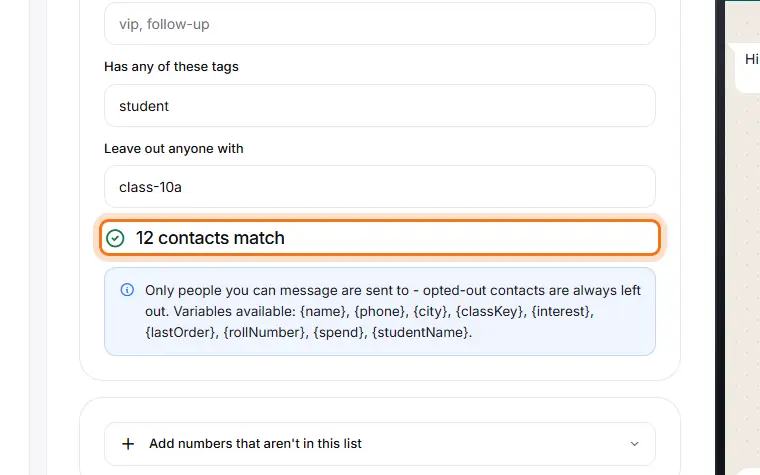 vip, follow-up
Has any of these tags
student
Leave out anyone with
class-10a
12 contacts match
Only people you can message are sent to - opted-out contacts are always left
out. Variables available: {name}, {phone}, {city}, {classKey}, {interest},
{lastOrder}, {rollNumber}, {spend}, {studentName}.
Add numbers that aren't in this list
Hi